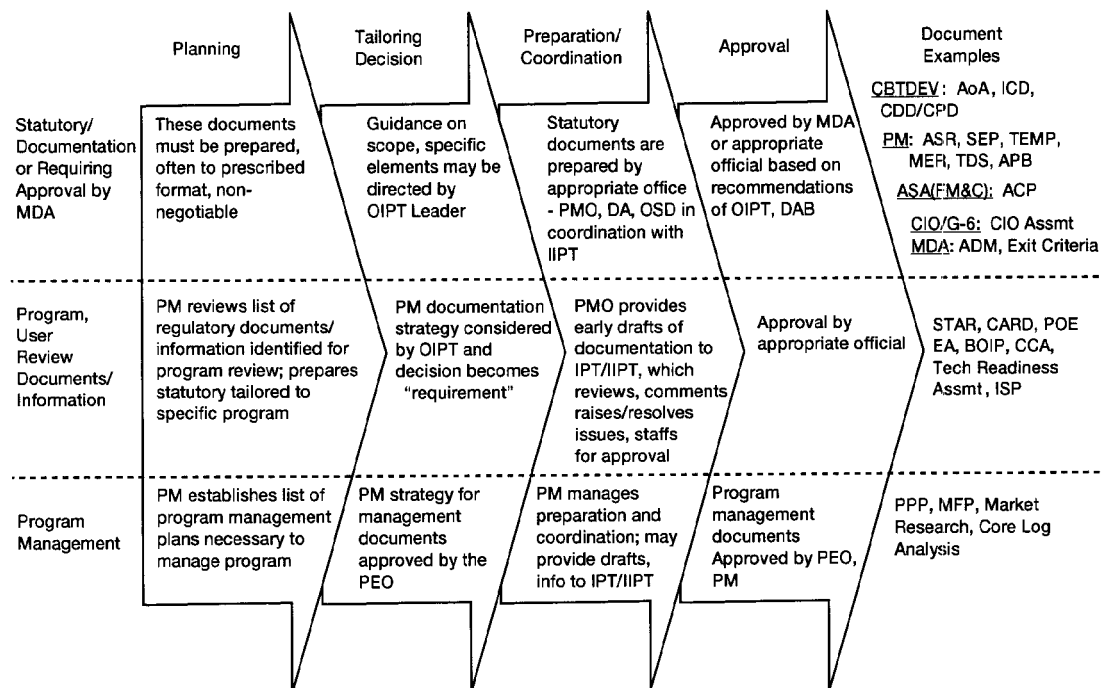 Planning
Tailoring
Decision
Preparation/
Coordination
Approval
Document
Examples
Statutory/
Documentation
or Requiring
Approval by
MDA
These documents
must be prepared,
often to prescribed
format, non-
negotiable
Guidance on
scope, specific
elements may be
directed by
OIPT Leader
Statutory
documents are
prepared by
appropriate office
- PMO, DA, OSD in
coordination with
IIPT
Approved by MDA
or appropriate
official based on
recommendations
of OIPT, DAB
CBTDEV: AoA, ICD,
CDD/CPD
PM: ASR, SEP, TEMP,
MER, TDS, APB
ASA(FM&C): ACP
CIO/G-6: CIO Assmt
MDA: ADM, Exit Criteria
Program,
User
Review
Documents/
Information
PM reviews list of
regulatory documents/
information identified for
program review; prepares
statutory tailored to
specific program
PM documentation
strategy considered
by OIPT and
decision becomes
“requirement”
PMO provides
early drafts of
documentation to
IPT/IIPT, which
reviews, comments
raises/resolves
issues, staffs
for approval
Approval by
appropriate official
STAR, CARD, POE
EA, BOIP, CCA,
Tech Readiness
Assmt, ISP
Program
Management
PM establishes list of
program management
plans necessary to
manage program
PM strategy for
management
documents
approved by the
PEO
PM manages
preparation and
coordination; may
provide drafts,
info to IPT/IIPT
Program
management
documents
Approved by PEO,
PM
PPP, MFP, Market
Research, Core Log
Analysis